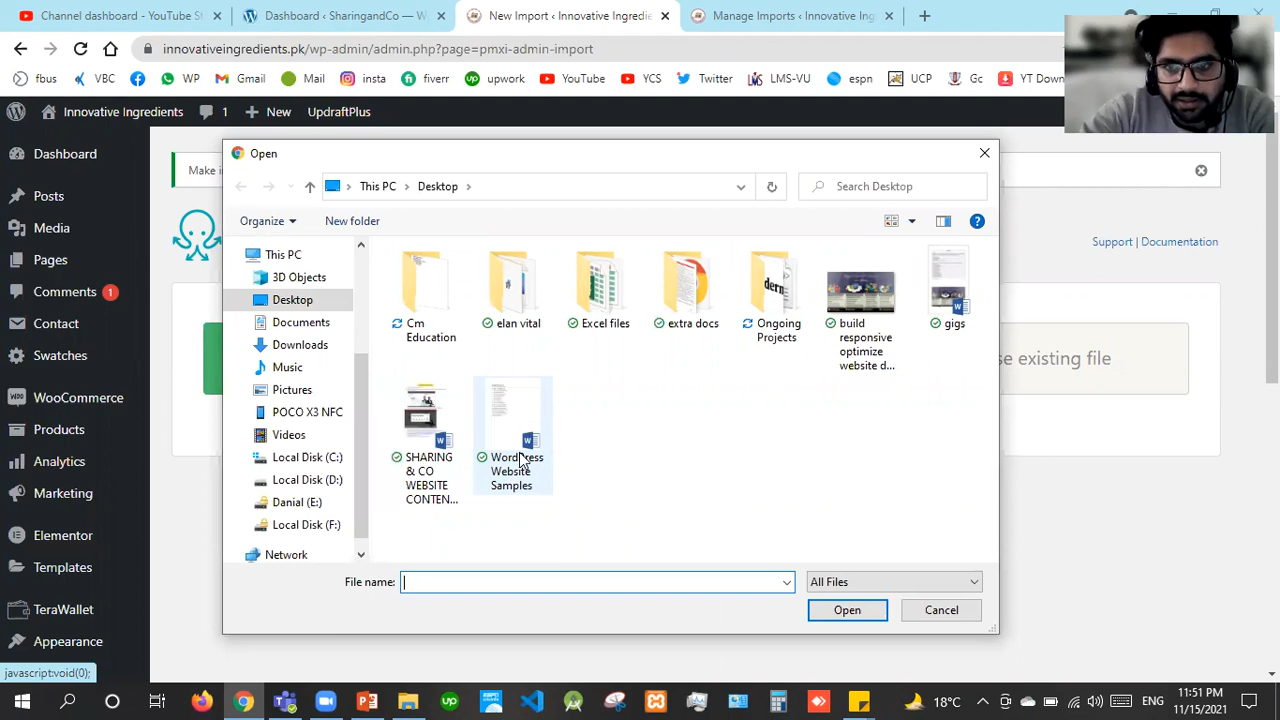 YouTube Stu
Dashboard ‹ SharingandCo — W
New Import ‹ Innovative Ingredie
Manage Imports ‹ Innovative Ing
innovativeingredients.pk/wp-admin/admin.php?page=pmxi-admin-import
fbus
VBC
WP
Gmail
Mail
insta
fiverr
upwork
YouTube
YCS
Twitter
LMS-VU
espn
UCP
Gc
YT Down
Innovative Ingredients
1
New
UpdraftPlus
Dashboard
Posts
Media
Pages
Comments 1
Contact
Swatches
WooCommerce
Products
Analytics
Marketing
Elementor
Templates
TeraWallet
Appearance
Make i
Support | Documentation
e existing file
Open
This PC › Desktop ›
Search Desktop
Organize
New folder
This PC
3D Objects
Desktop
Documents
Downloads
Music
Pictures
POCO X3 NFC
Videos
Local Disk (C:)
Local Disk (D:)
Danial (E:)
Local Disk (F:)
Network
Cm
Education
elan vital
Excel files
extra docs
Ongoing
Projects
build
responsive
optimize
website d...
gigs
SHARING
& CO
WEBSITE
CONTEN...
Wordpress
Website
Samples
File name:
All Files
Open
Cancel
javascript:void(0);
18°C
ENG
11:51 PM
11/15/2021